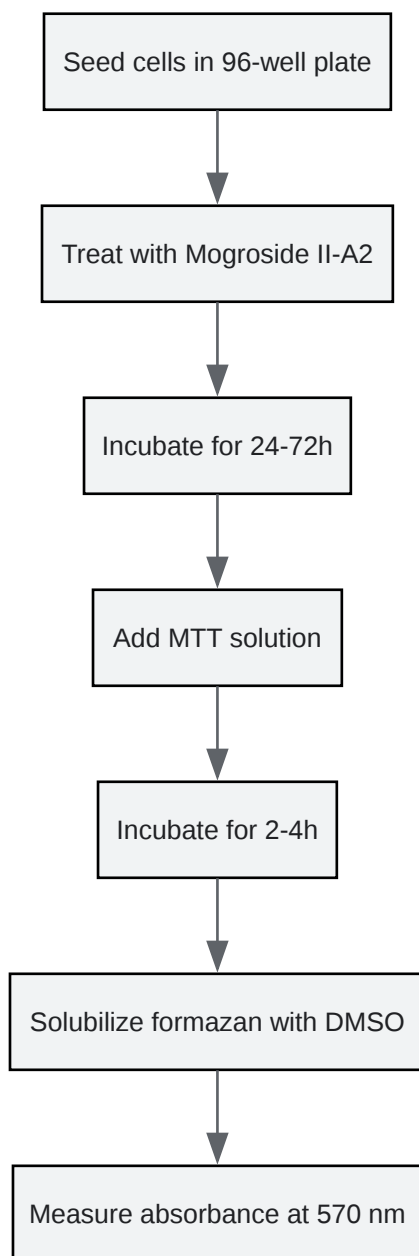 Seed cells in 96-well plate
Treat with Mogroside II-A2
Incubate for 24-72h
Add MTT solution
Incubate for 2-4h
Solubilize formazan with DMSO
Measure absorbance at 570 nm